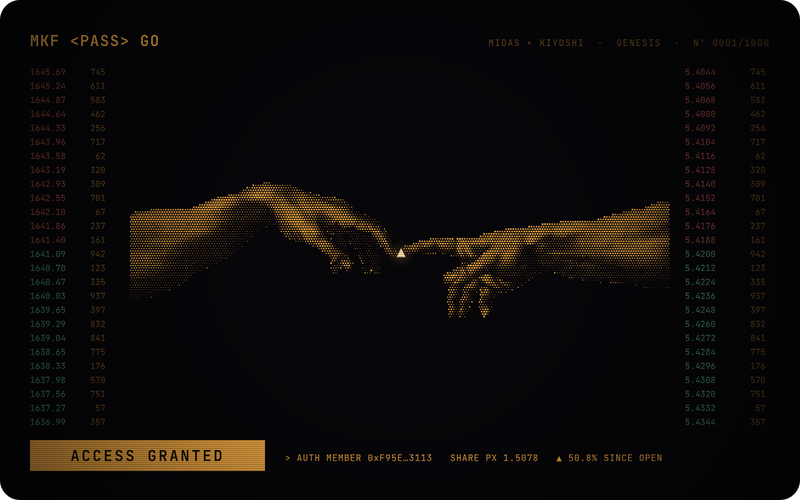 MKF <PASS> GO
MIDAS × KIYOSHI · GENESIS · N° 0001/1000
1645.69 745 5.4044 745
1645.24 611 5.4056 611
1644.87 583 5.4068 583
1644.64 462 5.4080 462
1644.33 256 5.4092 256
1643.96 717 5.4104 717
1643.58 62 5.4116 62
1643.19 320 5.4128 320
1642.93 309 5.4140 309
1642.55 701 5.4152 701
1642.10 67 5.4164 67
1641.86 237 5.4176 237
1641.40 161 5.4188 161
1641.09 942 5.4200 942
1640.70 123 5.4212 123
1640.47 335 5.4224 335
1640.03 937 5.4236 937
1639.65 397 5.4248 397
1639.29 832 5.4260 832
1639.04 841 5.4272 841
1638.65 775 5.4284 775
1638.33 176 5.4296 176
1637.98 570 5.4308 570
1637.56 751 5.4320 751
1637.27 57 5.4332 57
1636.99 357 5.4344 357
ACCESS GRANTED
> AUTH MEMBER 0xF95E…3113 SHARE PX 1.5078 ▲ 50.8% SINCE OPEN